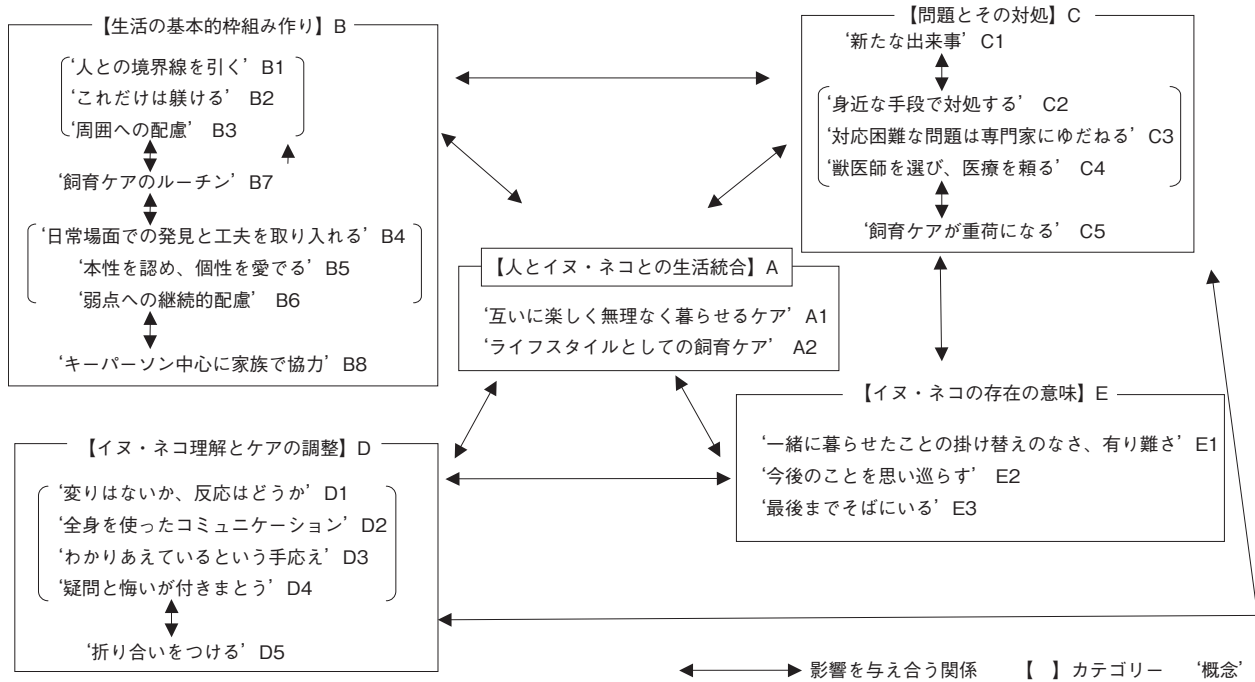 【生活の基本的枠組み作り】B
‘人との境界線を引く’ B1
‘これだけは躾ける’ B2
‘周囲への配慮’ B3
‘飼育ケアのルーチン’ B7
‘日常場面での発見と工夫を取り入れる’ B4
‘本性を認め、個性を愛でる’ B5
‘弱点への継続的配慮’ B6
‘キーパーソン中心に家族で協力’ B8
【問題とその対処】C
‘新たな出来事’ C1
‘身近な手段で対処する’ C2
‘対応困難な問題は専門家にゆだねる’ C3
‘獣医師を選び、医療を頼る’ C4
‘飼育ケアが重荷になる’ C5
【人とイヌ・ネコとの生活統合】A
‘互いに楽しく無理なく暮らせるケア’ A1
‘ライフスタイルとしての飼育ケア’ A2
【イヌ・ネコ理解とケアの調整】D
‘変りはないか、反応はどうか’ D1
‘全身を使ったコミュニケーション’ D2
‘わかりあえているという手応え’ D3
‘疑問と悔いが付きまとう’ D4
‘折り合いをつける’ D5
【イヌ・ネコの存在の意味】E
‘一緒に暮らせたことの掛け替えのなさ、有り難さ’ E1
‘今後のことを思い巡らす’ E2
‘最後までそばにいる’ E3
影響を与え合う関係 【 】カテゴリー ‘概念’